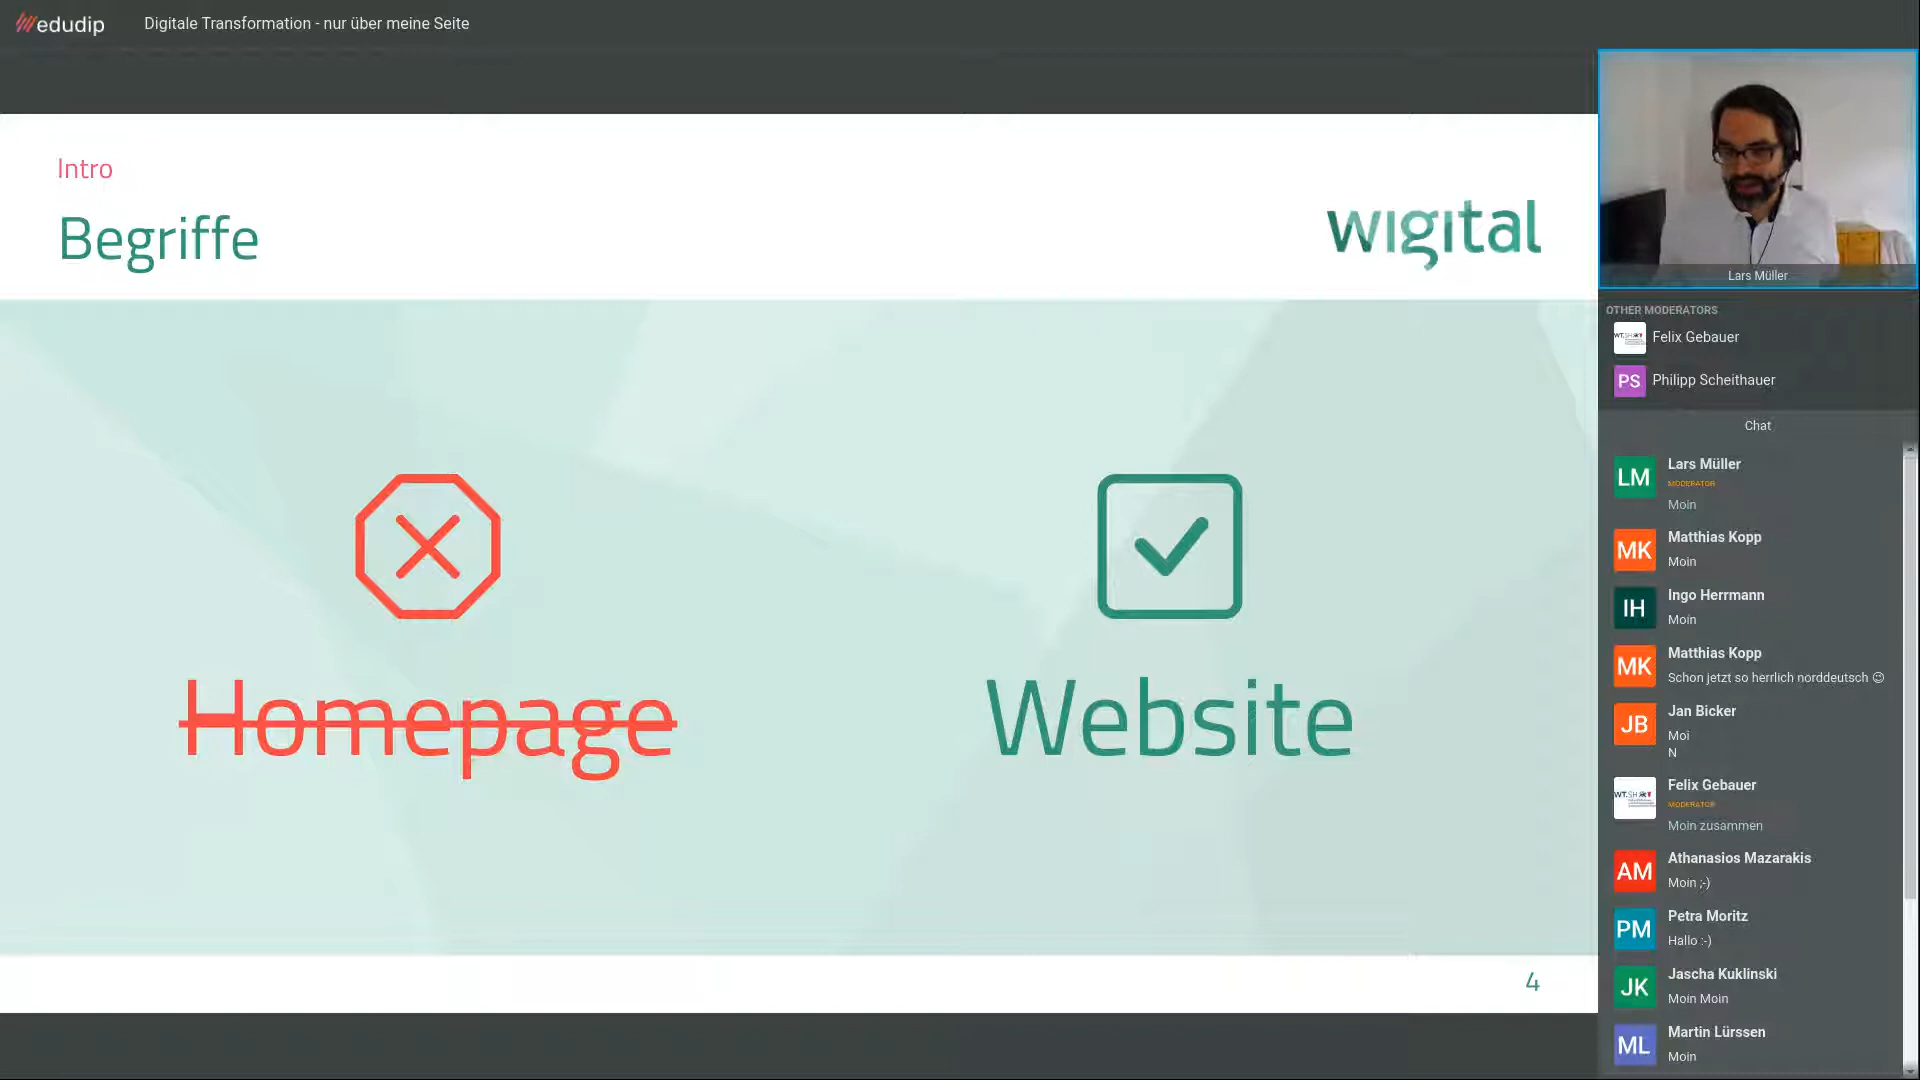 edudip
Digitale Transformation - nur über meine Seite
Intro
Begriffe
wigital
Homepage
Website
4
Lars Müller
OTHER MODERATORS
Felix Gebauer
PS
Philipp Scheithauer
Chat
LM
Lars Müller
MODERATOR
Moin
MK
Matthias Kopp
Moin
IH
Ingo Herrmann
Moin
MK
Matthias Kopp
Schon jetzt so herrlich norddeutsch 😉
JB
Jan Bicker
Moi
N
WT.SH
Felix Gebauer
MODERATOR
Moin zusammen
AM
Athanasios Mazarakis
Moin ;-)
PM
Petra Moritz
Hallo :-)
JK
Jascha Kuklinski
Moin Moin
ML
Martin Lürssen
Moin